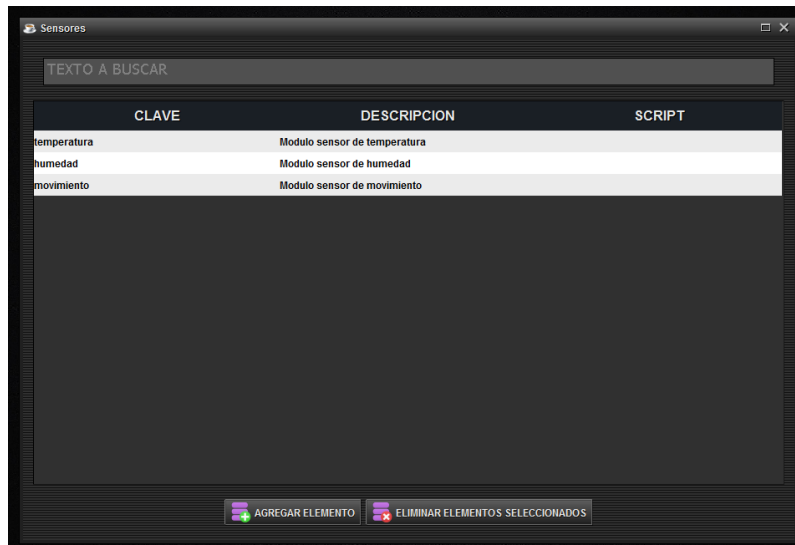 Sensores
TEXTO A BUSCAR
CLAVE DESCRIPCION SCRIPT
temperatura Modulo sensor de temperatura
humedad Modulo sensor de humedad
movimiento Modulo sensor de movimiento
AGREGAR ELEMENTO ELIMINAR ELEMENTOS SELECCIONADOS